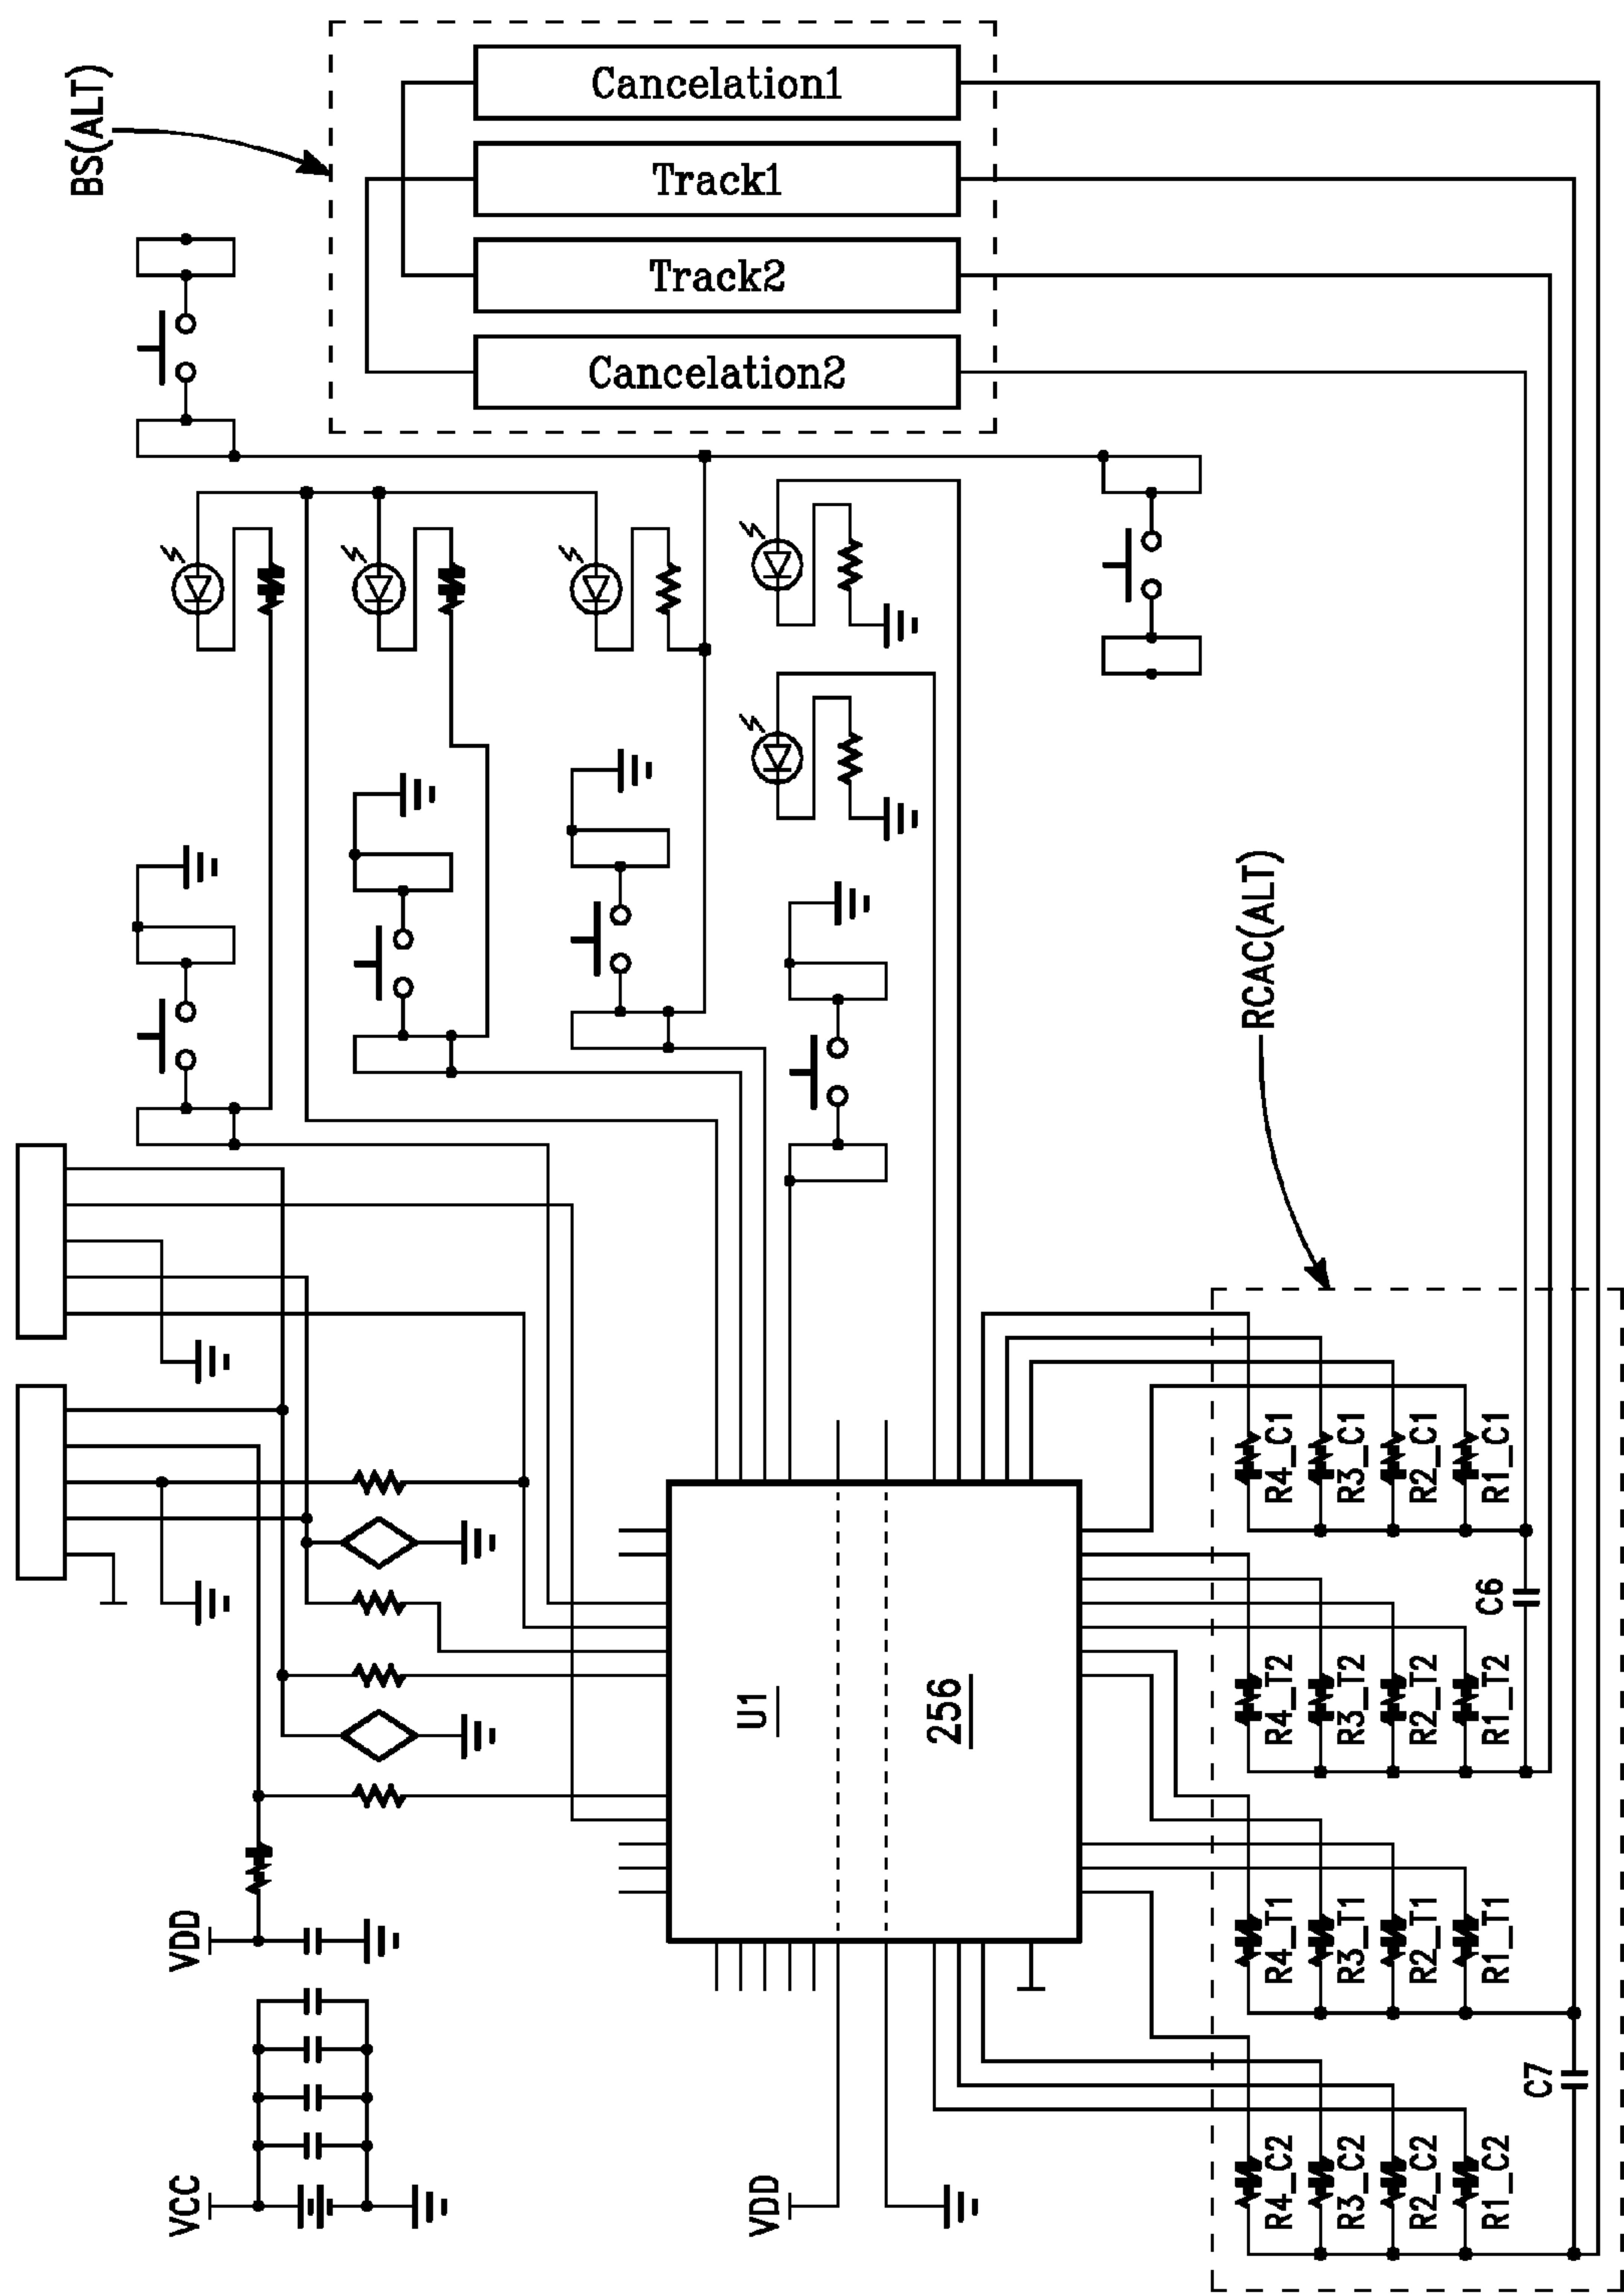 BS(ALT)
Cancelation1
Track1
Track2
Cancelation2
RCAC(ALT)
U1
256
VDD
VCC
VDD
R4_C1
R3_C1
R2_C1
R1_C1
C6
R4_T2
R3_T2
R2_T2
R1_T2
R4_T1
R3_T1
R2_T1
R1_T1
C7
R4_C2
R3_C2
R2_C2
R1_C2